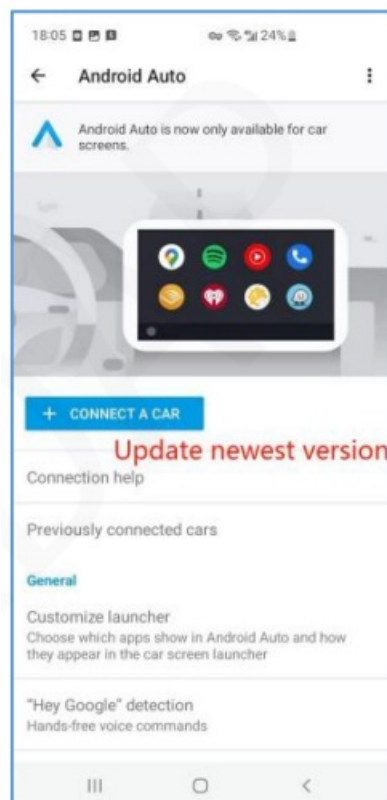 18:05
24%
Android Auto
Android Auto is now only available for car
screens.
+ CONNECT A CAR
Update newest version
Connection help
Previously connected cars
General
Customize launcher
Choose which apps show in Android Auto and how
they appear in the car screen launcher
"Hey Google" detection
Hands-free voice commands